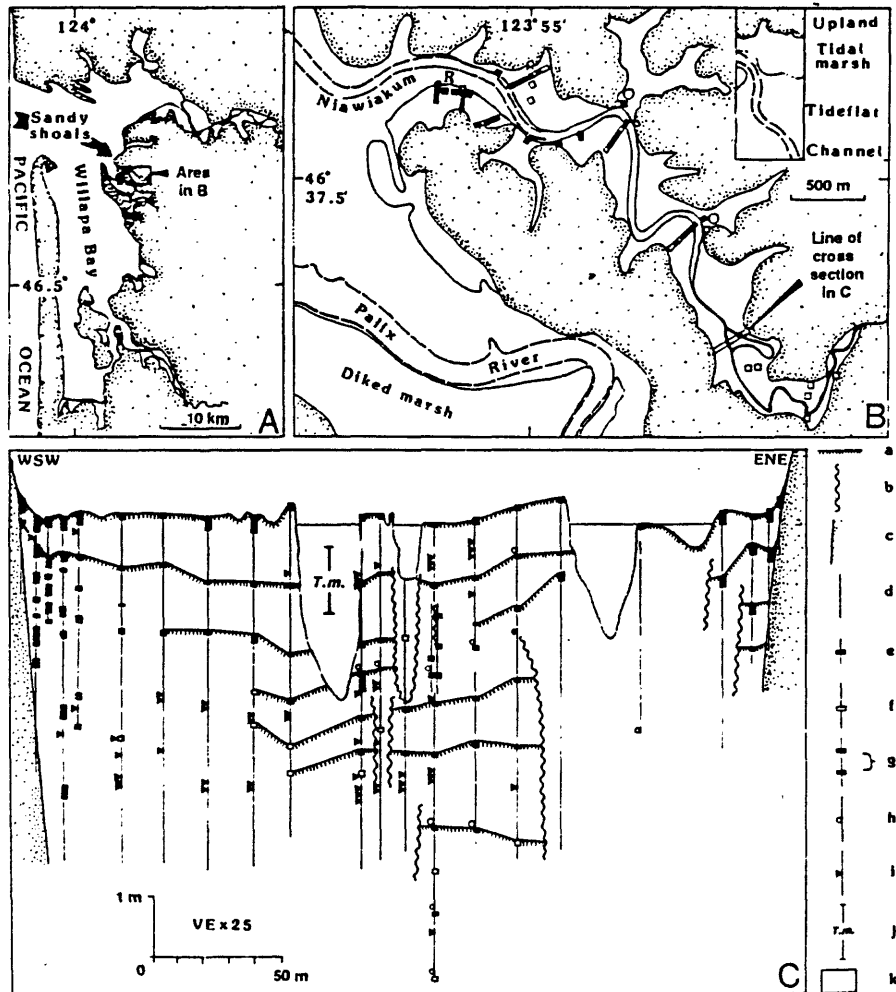 124°
Sandy
shoals
PACIFIC
OCEAN
Willapa Bay
Area
in B
46.5°
10 km
A
123° 55'
Niawiakum
R
46°
37.5'
Palix
River
Diked marsh
Upland
Tidal
marsh
Tideflat
Channel
500 m
Line of
cross
section
in C
B
WSW
ENE
T.m.
1 m
VE x 25
0
50 m
C
a
b
c
d
e
f
g
h
i
T.m.
j
k